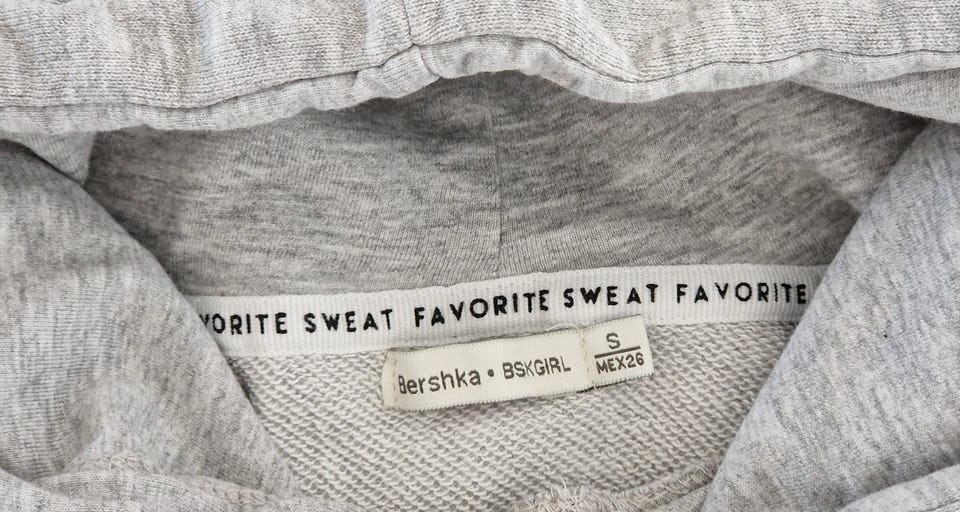 VORITE SWEAT FAVORITE SWEAT FAVORITE
Bershka • BSKGIRL
S
MEX26